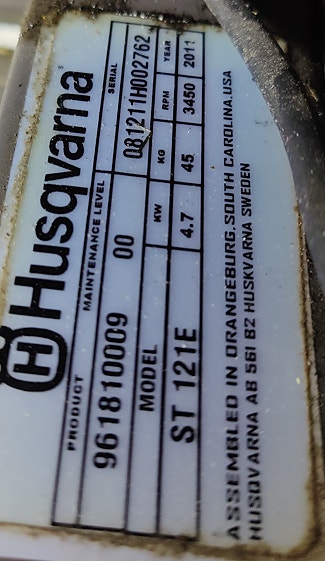 Husqvarna
PRODUCT MAINTENANCE LEVEL SERIAL
961810009 00 081211H002762
MODEL KW KG RPM YEAR
ST 121E 4.7 45 3450 2011
ASSEMBLED IN ORANGEBURG, SOUTH CAROLINA, USA
HUSQVARNA AB 561 82 HUSKVARNA SWEDEN